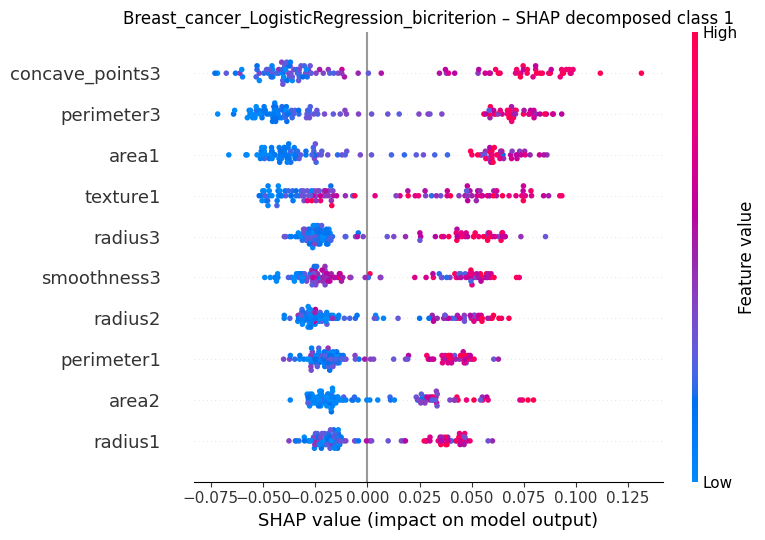 Breast_cancer_LogisticRegression_bicriterion – SHAP decomposed class 1
High
concave_points3
perimeter3
area1
texture1
radius3
smoothness3
radius2
perimeter1
area2
radius1
Feature value
Low
−0.075 −0.050 −0.025 0.000 0.025 0.050 0.075 0.100 0.125
SHAP value (impact on model output)